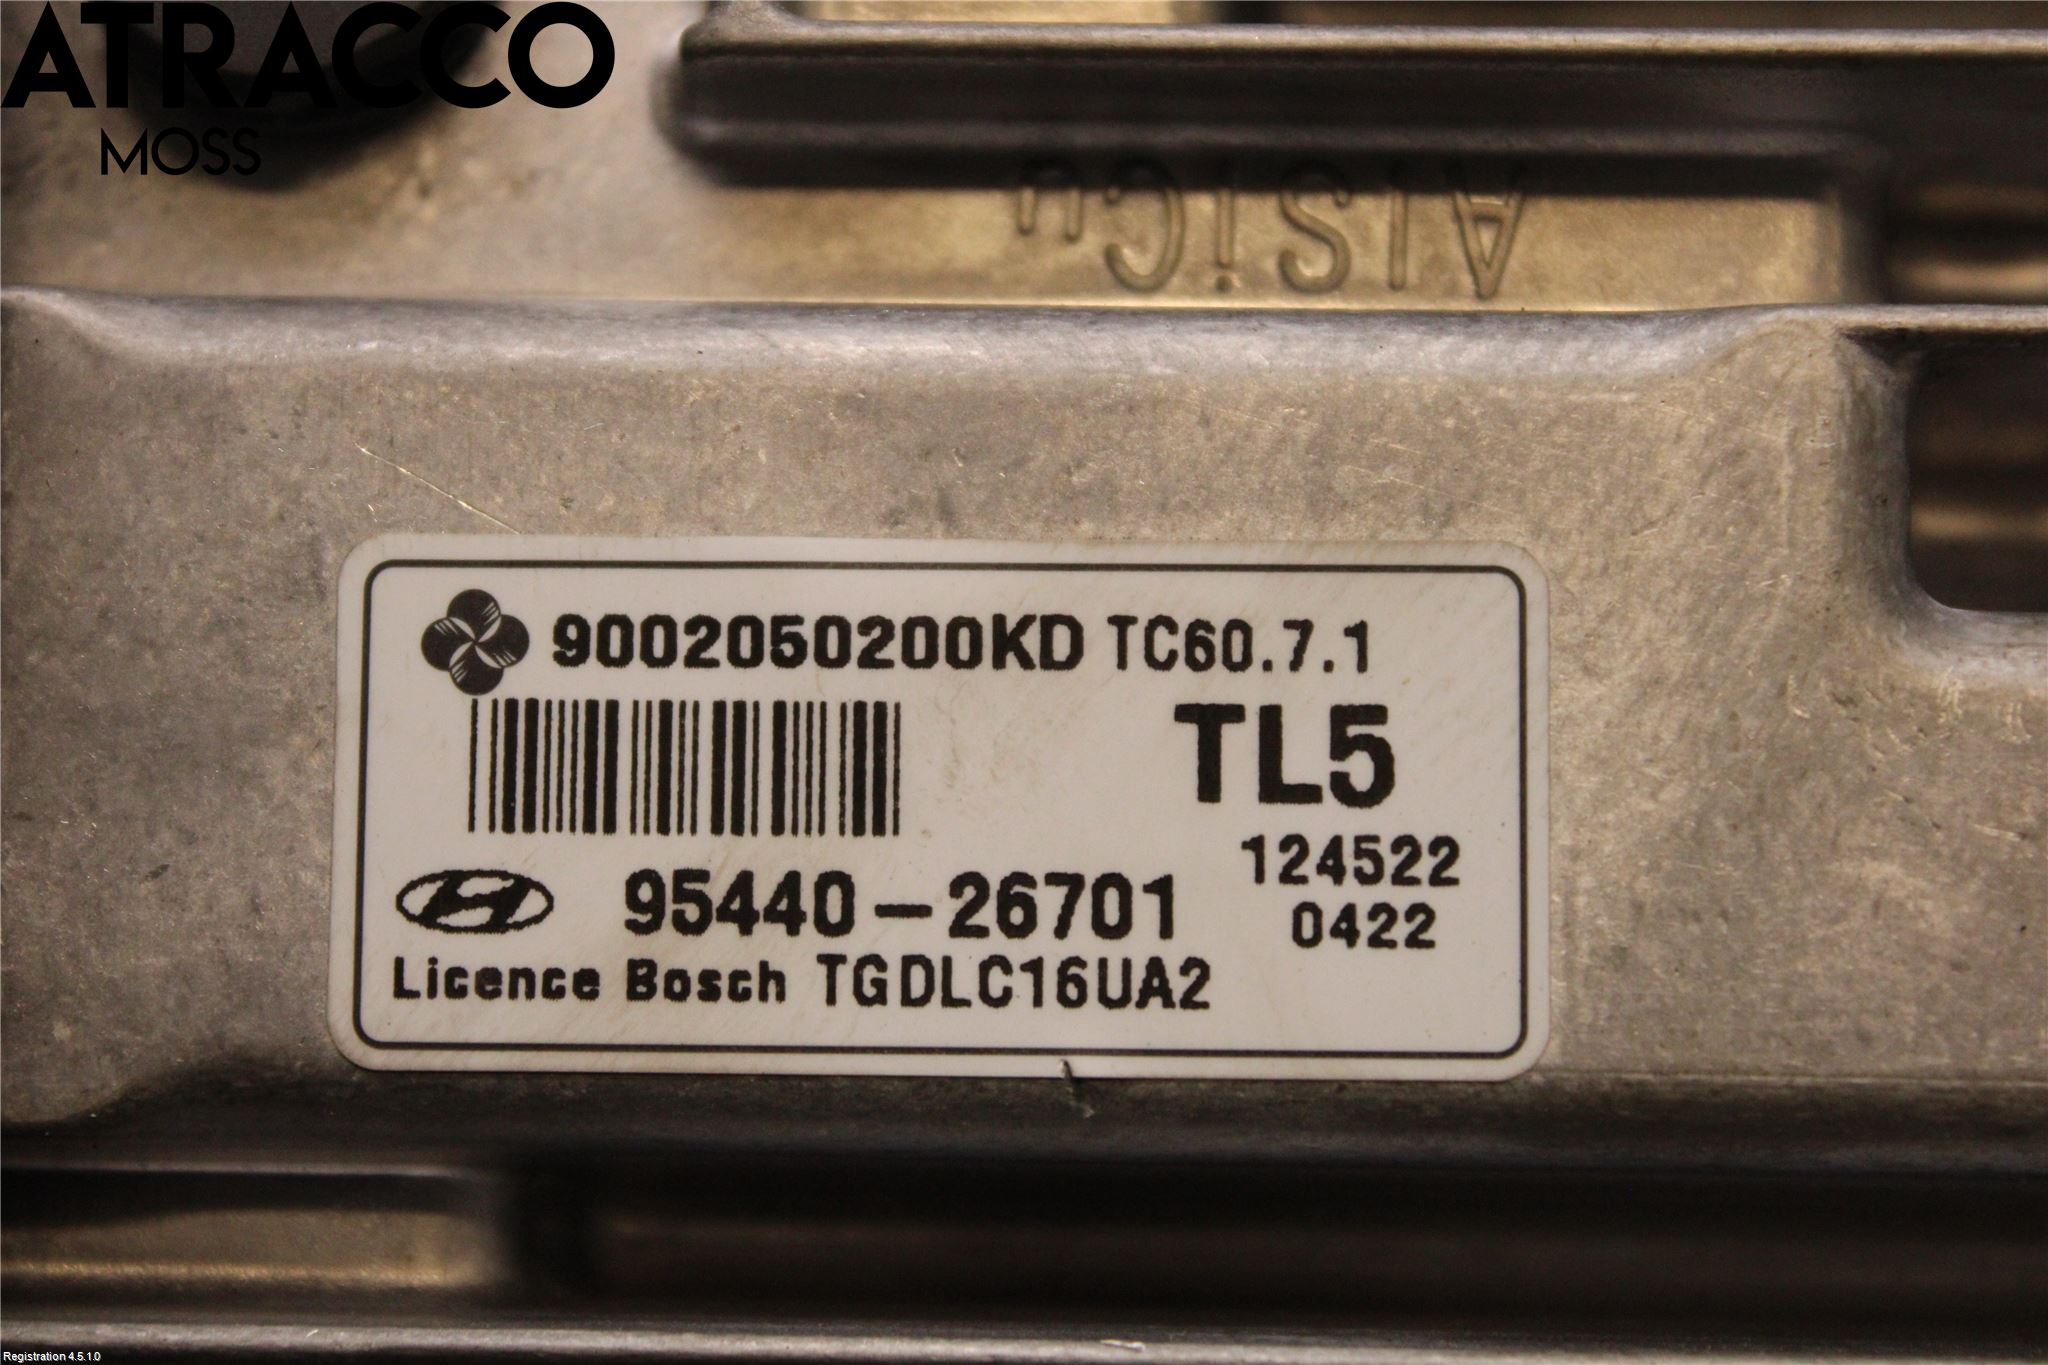 ATRACCO
MOSS
AlSiCu
9002050200KD TC60.7.1
TL5
124522
95440-26701
0422
Licence Bosch TGDLC16UA2
Registration 4.5.1.0